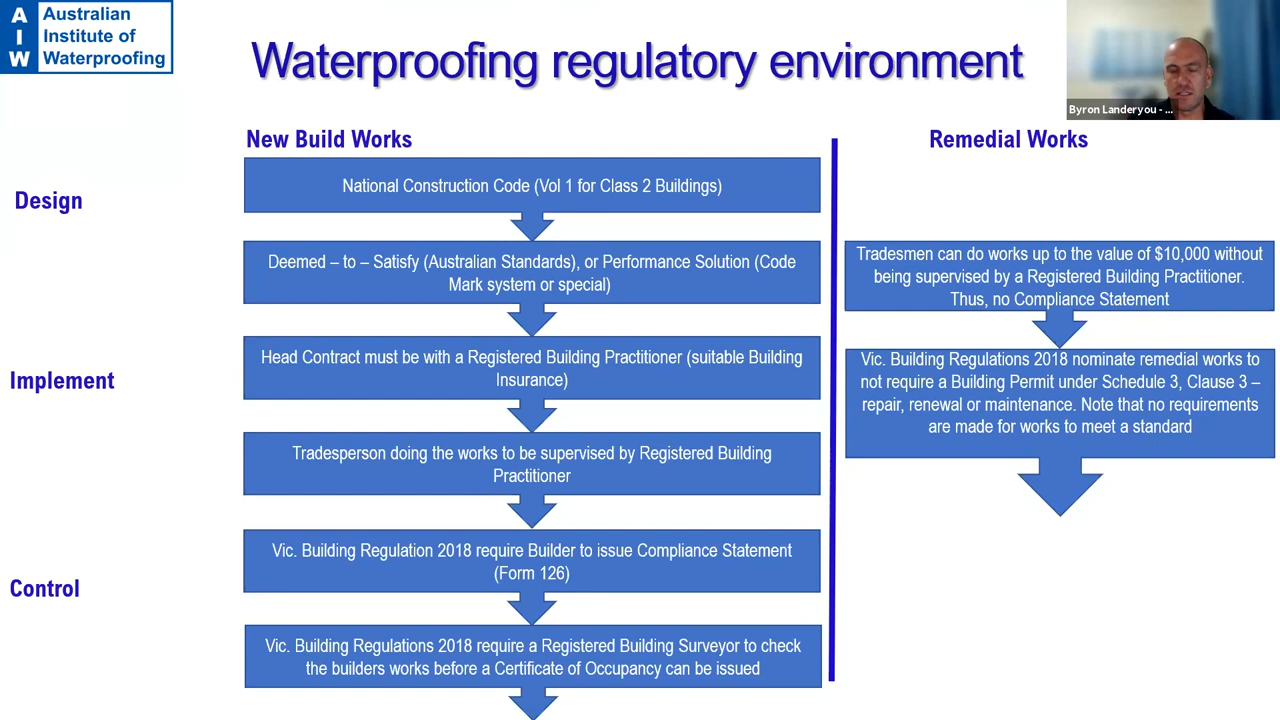 AIW
Australian
Institute of
Waterproofing
Waterproofing regulatory environment
Byron Landeryou - ...
New Build Works
Remedial Works
Design
National Construction Code (Vol 1 for Class 2 Buildings)
Deemed – to – Satisfy (Australian Standards), or Performance Solution (Code
Mark system or special)
Tradesmen can do works up to the value of $10,000 without
being supervised by a Registered Building Practitioner.
Thus, no Compliance Statement
Implement
Head Contract must be with a Registered Building Practitioner (suitable Building
Insurance)
Vic. Building Regulations 2018 nominate remedial works to
not require a Building Permit under Schedule 3, Clause 3 –
repair, renewal or maintenance. Note that no requirements
are made for works to meet a standard
Tradesperson doing the works to be supervised by Registered Building
Practitioner
Control
Vic. Building Regulation 2018 require Builder to issue Compliance Statement
(Form 126)
Vic. Building Regulations 2018 require a Registered Building Surveyor to check
the builders works before a Certificate of Occupancy can be issued